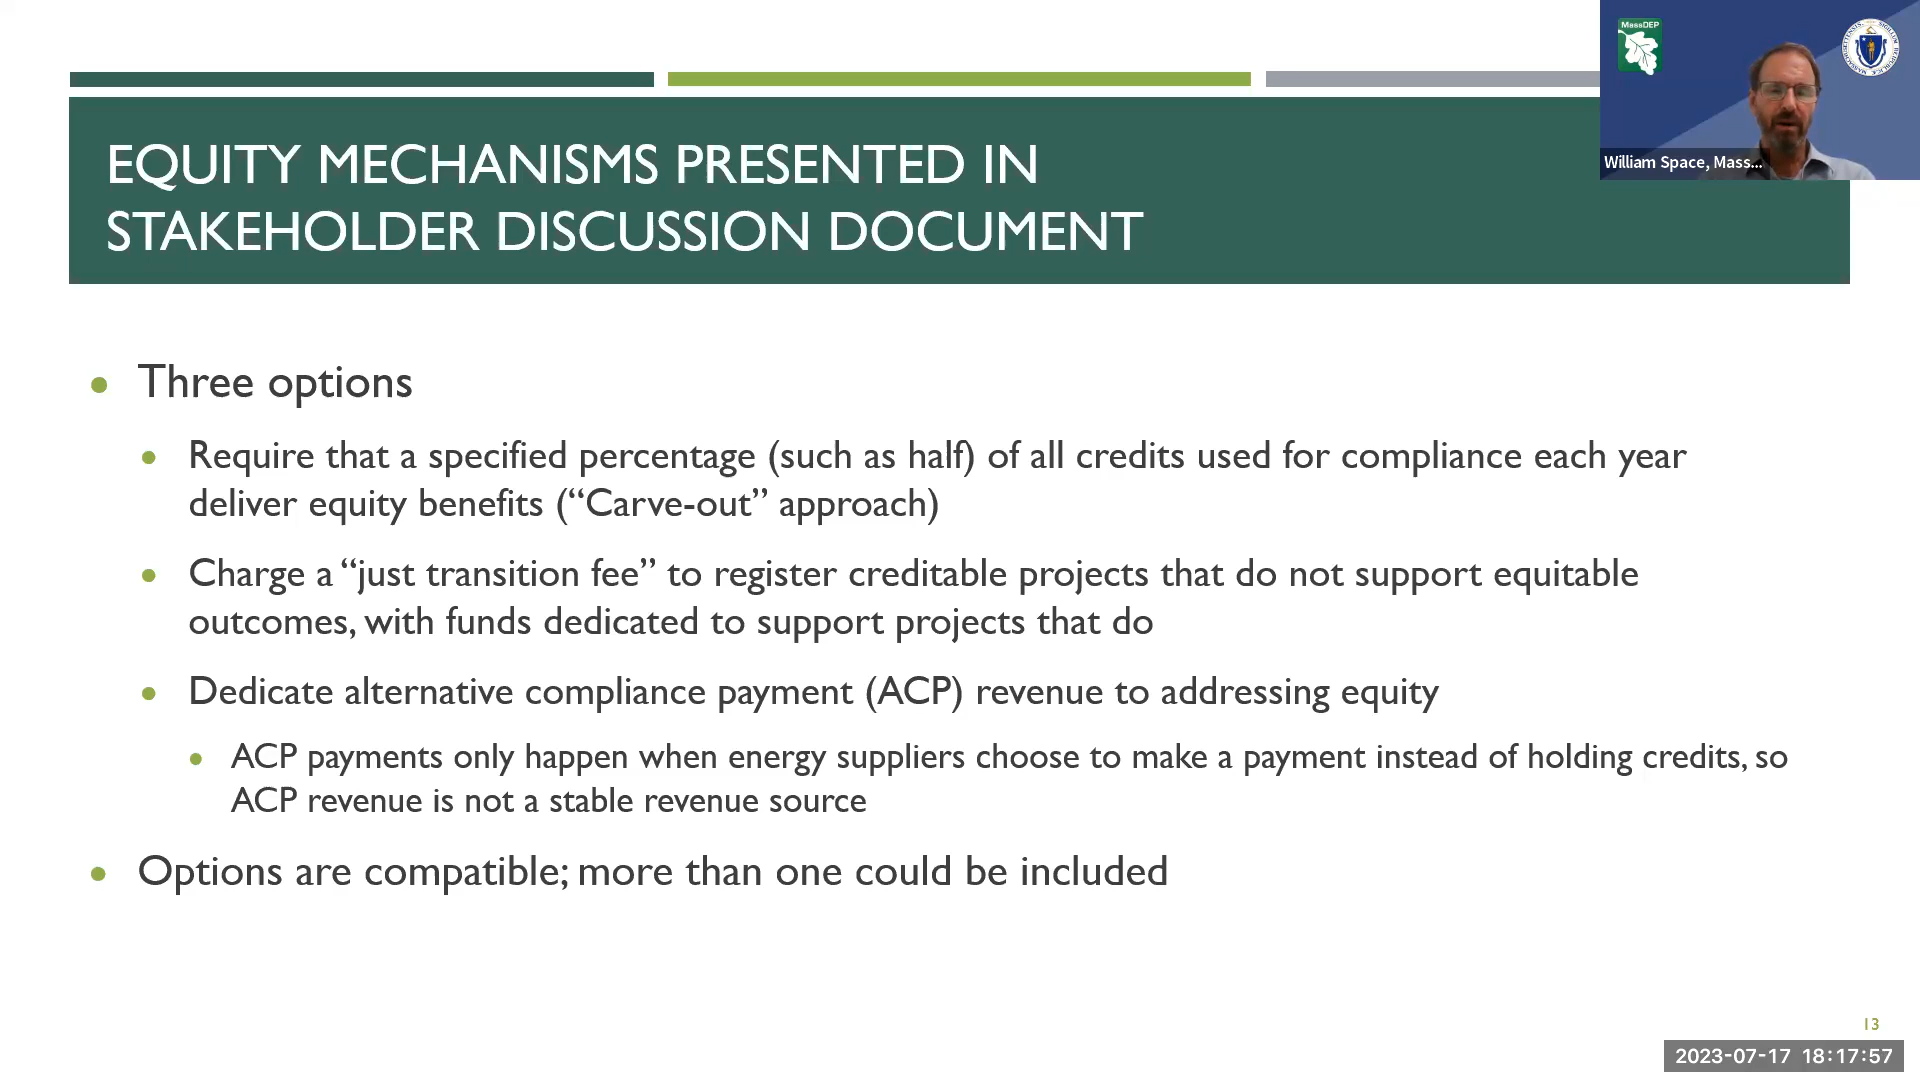 MassDEP
William Space, Mass...
EQUITY MECHANISMS PRESENTED IN
STAKEHOLDER DISCUSSION DOCUMENT
• Three options
• Require that a specified percentage (such as half) of all credits used for compliance each year
deliver equity benefits (“Carve-out” approach)
• Charge a “just transition fee” to register creditable projects that do not support equitable
outcomes, with funds dedicated to support projects that do
• Dedicate alternative compliance payment (ACP) revenue to addressing equity
• ACP payments only happen when energy suppliers choose to make a payment instead of holding credits, so
ACP revenue is not a stable revenue source
• Options are compatible; more than one could be included
13
2023-07-17 18:17:57